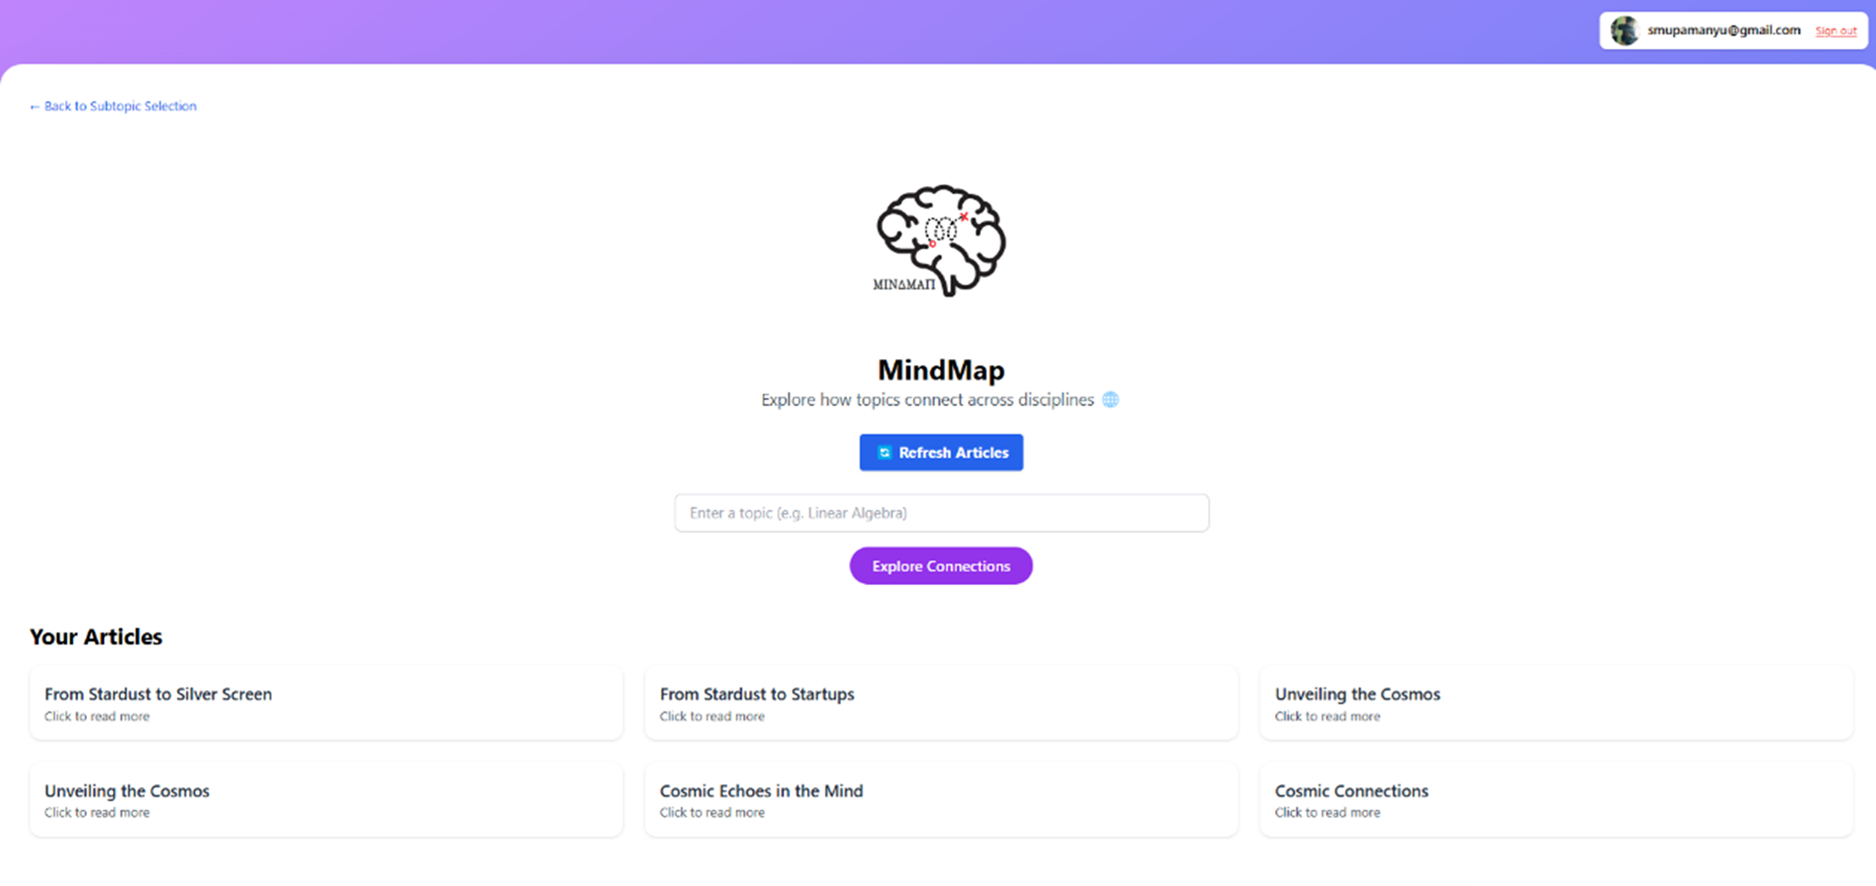 smupamanyu@gmail.com Sign out
← Back to Subtopic Selection
MINΔMAΠ
MindMap
Explore how topics connect across disciplines 🌐
🔄 Refresh Articles
Enter a topic (e.g. Linear Algebra)
Explore Connections
Your Articles
From Stardust to Silver Screen
Click to read more
From Stardust to Startups
Click to read more
Unveiling the Cosmos
Click to read more
Unveiling the Cosmos
Click to read more
Cosmic Echoes in the Mind
Click to read more
Cosmic Connections
Click to read more